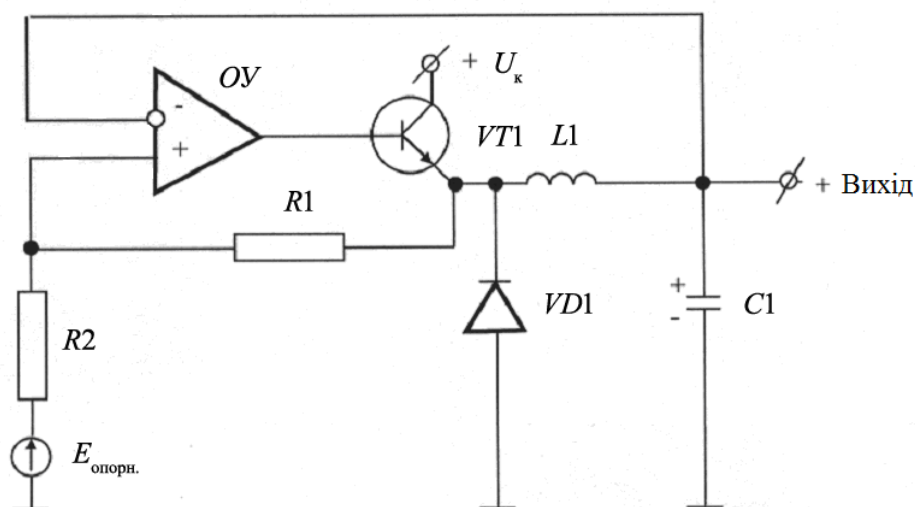 ОУ
+ Uк
VT1
L1
-
+
+ Вихід
R1
VD1
+
-
C1
R2
Eопорн.